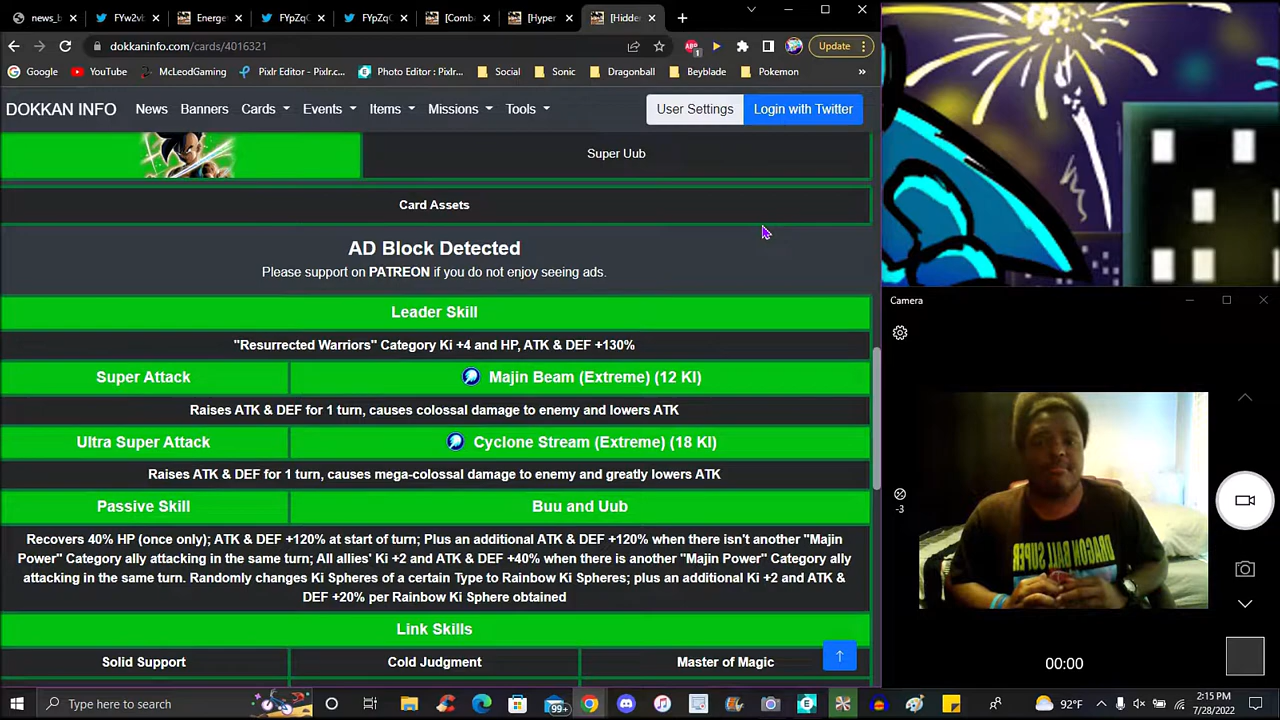 news_b
FYw2vb
Energe
FYpZqG
FYpZqG
[Comba
[Hyper
[Hidden
dokkaninfo.com/cards/4016321
ABP
1
Update
Google
YouTube
McLeodGaming
Pixlr Editor - Pixlr.c...
Photo Editor : Pixlr...
Social
Sonic
Dragonball
Beyblade
Pokemon
»
DOKKAN INFO
News
Banners
Cards
Events
Items
Missions
Tools
User Settings
Login with Twitter
Super Uub
Card Assets
AD Block Detected
Please support on PATREON if you do not enjoy seeing ads.
Leader Skill
"Resurrected Warriors" Category Ki +4 and HP, ATK & DEF +130%
Super Attack
Majin Beam (Extreme) (12 KI)
Raises ATK & DEF for 1 turn, causes colossal damage to enemy and lowers ATK
Ultra Super Attack
Cyclone Stream (Extreme) (18 KI)
Raises ATK & DEF for 1 turn, causes mega-colossal damage to enemy and greatly lowers ATK
Passive Skill
Buu and Uub
Recovers 40% HP (once only); ATK & DEF +120% at start of turn; Plus an additional ATK & DEF +120% when there isn't another "Majin
Power" Category ally attacking in the same turn; All allies' Ki +2 and ATK & DEF +40% when there is another "Majin Power" Category ally
attacking in the same turn. Randomly changes Ki Spheres of a certain Type to Rainbow Ki Spheres; plus an additional Ki +2 and ATK &
DEF +20% per Rainbow Ki Sphere obtained
Link Skills
Solid Support
Cold Judgment
Master of Magic
Camera
-3
DRAGON BALL SUPER
00:00
Type here to search
99+
92°F
2:15 PM
7/28/2022